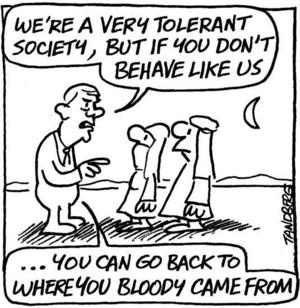 WE'RE A VERY TOLERANT
SOCIETY, BUT IF YOU DON'T
BEHAVE LIKE US
... YOU CAN GO BACK TO
WHERE YOU BLOODY CAME FROM
TANDBERG